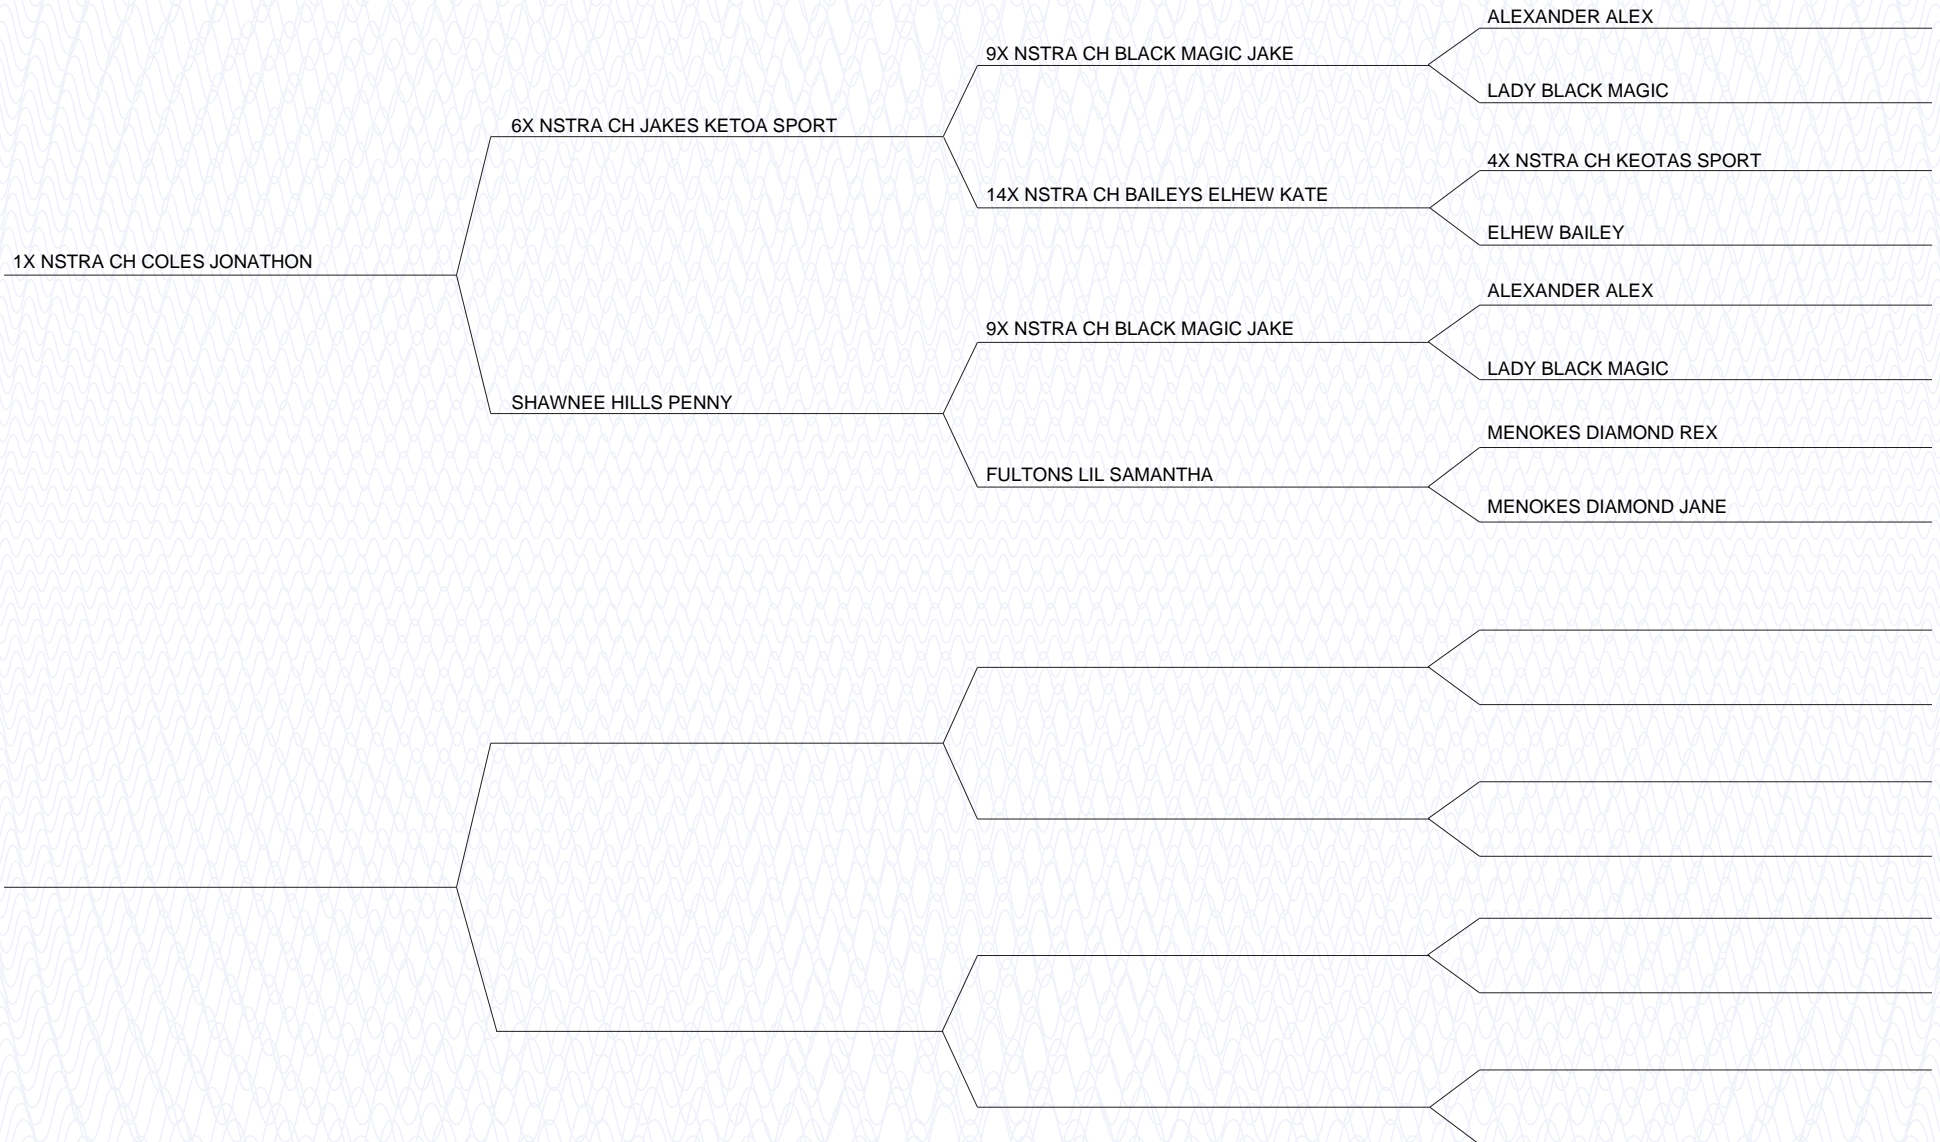 ALEXANDER ALEX
9X NSTRA CH BLACK MAGIC JAKE
LADY BLACK MAGIC
6X NSTRA CH JAKES KETOA SPORT
4X NSTRA CH KEOTAS SPORT
14X NSTRA CH BAILEYS ELHEW KATE
ELHEW BAILEY
1X NSTRA CH COLES JONATHON
ALEXANDER ALEX
9X NSTRA CH BLACK MAGIC JAKE
LADY BLACK MAGIC
SHAWNEE HILLS PENNY
MENOKES DIAMOND REX
FULTONS LIL SAMANTHA
MENOKES DIAMOND JANE